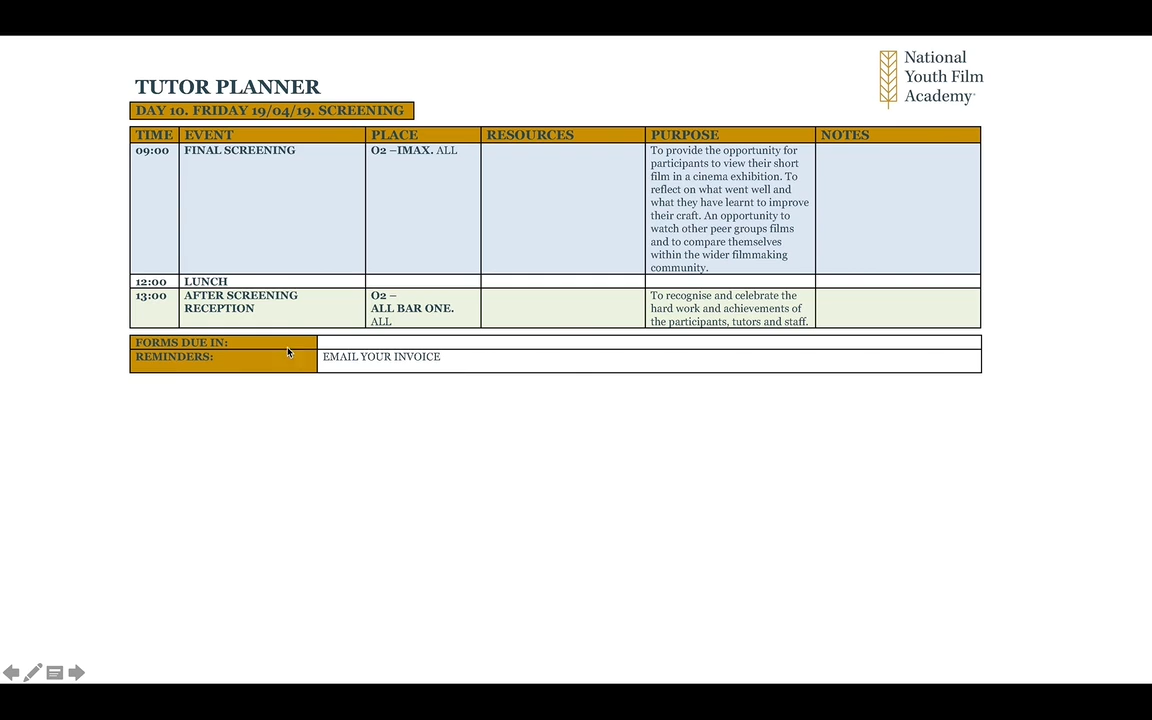 National
Youth Film
Academy
TUTOR PLANNER
DAY 10. FRIDAY 19/04/19. SCREENING
TIME EVENT PLACE RESOURCES PURPOSE NOTES
09:00 FINAL SCREENING O2 –IMAX. ALL To provide the opportunity for
participants to view their short
film in a cinema exhibition. To
reflect on what went well and
what they have learnt to improve
their craft. An opportunity to
watch other peer groups films
and to compare themselves
within the wider filmmaking
community.
12:00 LUNCH
13:00 AFTER SCREENING O2 – To recognise and celebrate the
RECEPTION ALL BAR ONE. hard work and achievements of
ALL the participants, tutors and staff.
FORMS DUE IN:
REMINDERS: EMAIL YOUR INVOICE